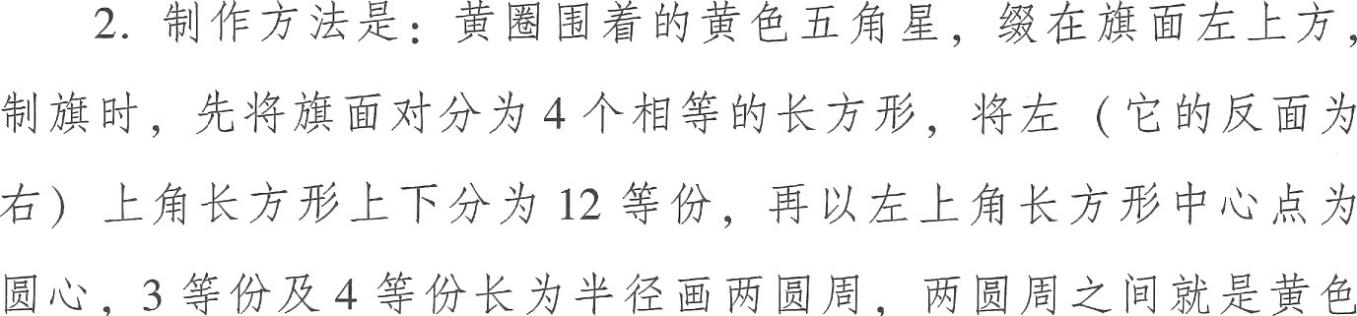 2. 制作方法是：黄圈围着的黄色五角星，缀在旗面左上方，
制旗时，先将旗面对分为 4 个相等的长方形，将左（它的反面为
右）上角长方形上下分为 12 等份，再以左上角长方形中心点为
圆心，3 等份及 4 等份长为半径画两圆周，两圆周之间就是黄色